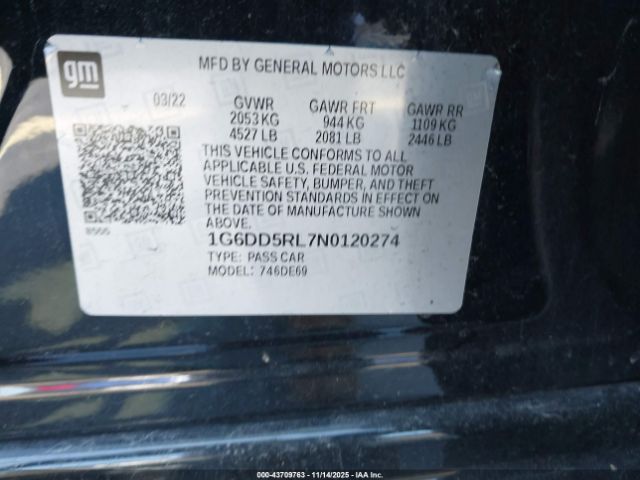 gm
MFD BY GENERAL MOTORS LLC
03/22 GVWR GAWR FRT GAWR RR
2053 KG 944 KG 1109 KG
4527 LB 2081 LB 2446 LB
THIS VEHICLE CONFORMS TO ALL
APPLICABLE U.S. FEDERAL MOTOR
VEHICLE SAFETY, BUMPER, AND THEFT
PREVENTION STANDARDS IN EFFECT
ON THE DATE OF MANUFACTURE SHOWN
ABOVE.
1G6DD5RL7N0120274
TYPE: PASS CAR
MODEL: 746DE69
000-43709763 - 11/14/2025 - IAA Inc.